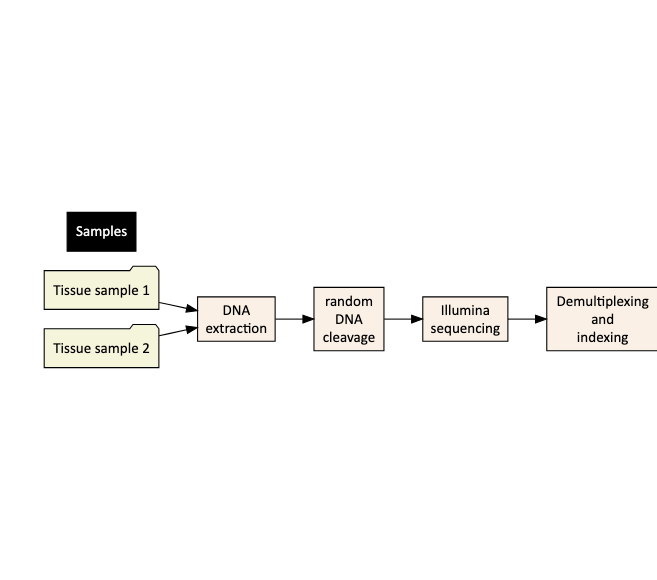 Samples
Tissue sample 1
Tissue sample 2
DNA
extraction
random
DNA
cleavage
Illumina
sequencing
Demultiplexing
and
indexing